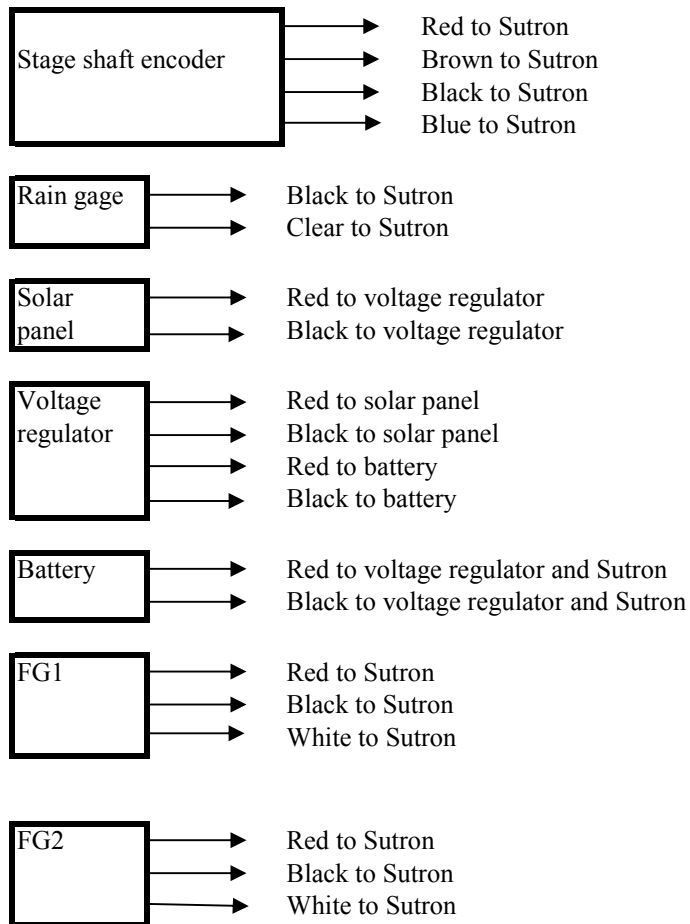 Stage shaft encoder
Red to Sutron
Brown to Sutron
Black to Sutron
Blue to Sutron
Rain gage
Black to Sutron
Clear to Sutron
Solar
panel
Red to voltage regulator
Black to voltage regulator
Voltage
regulator
Red to solar panel
Black to solar panel
Red to battery
Black to battery
Battery
Red to voltage regulator and Sutron
Black to voltage regulator and Sutron
FG1
Red to Sutron
Black to Sutron
White to Sutron
FG2
Red to Sutron
Black to Sutron
White to Sutron